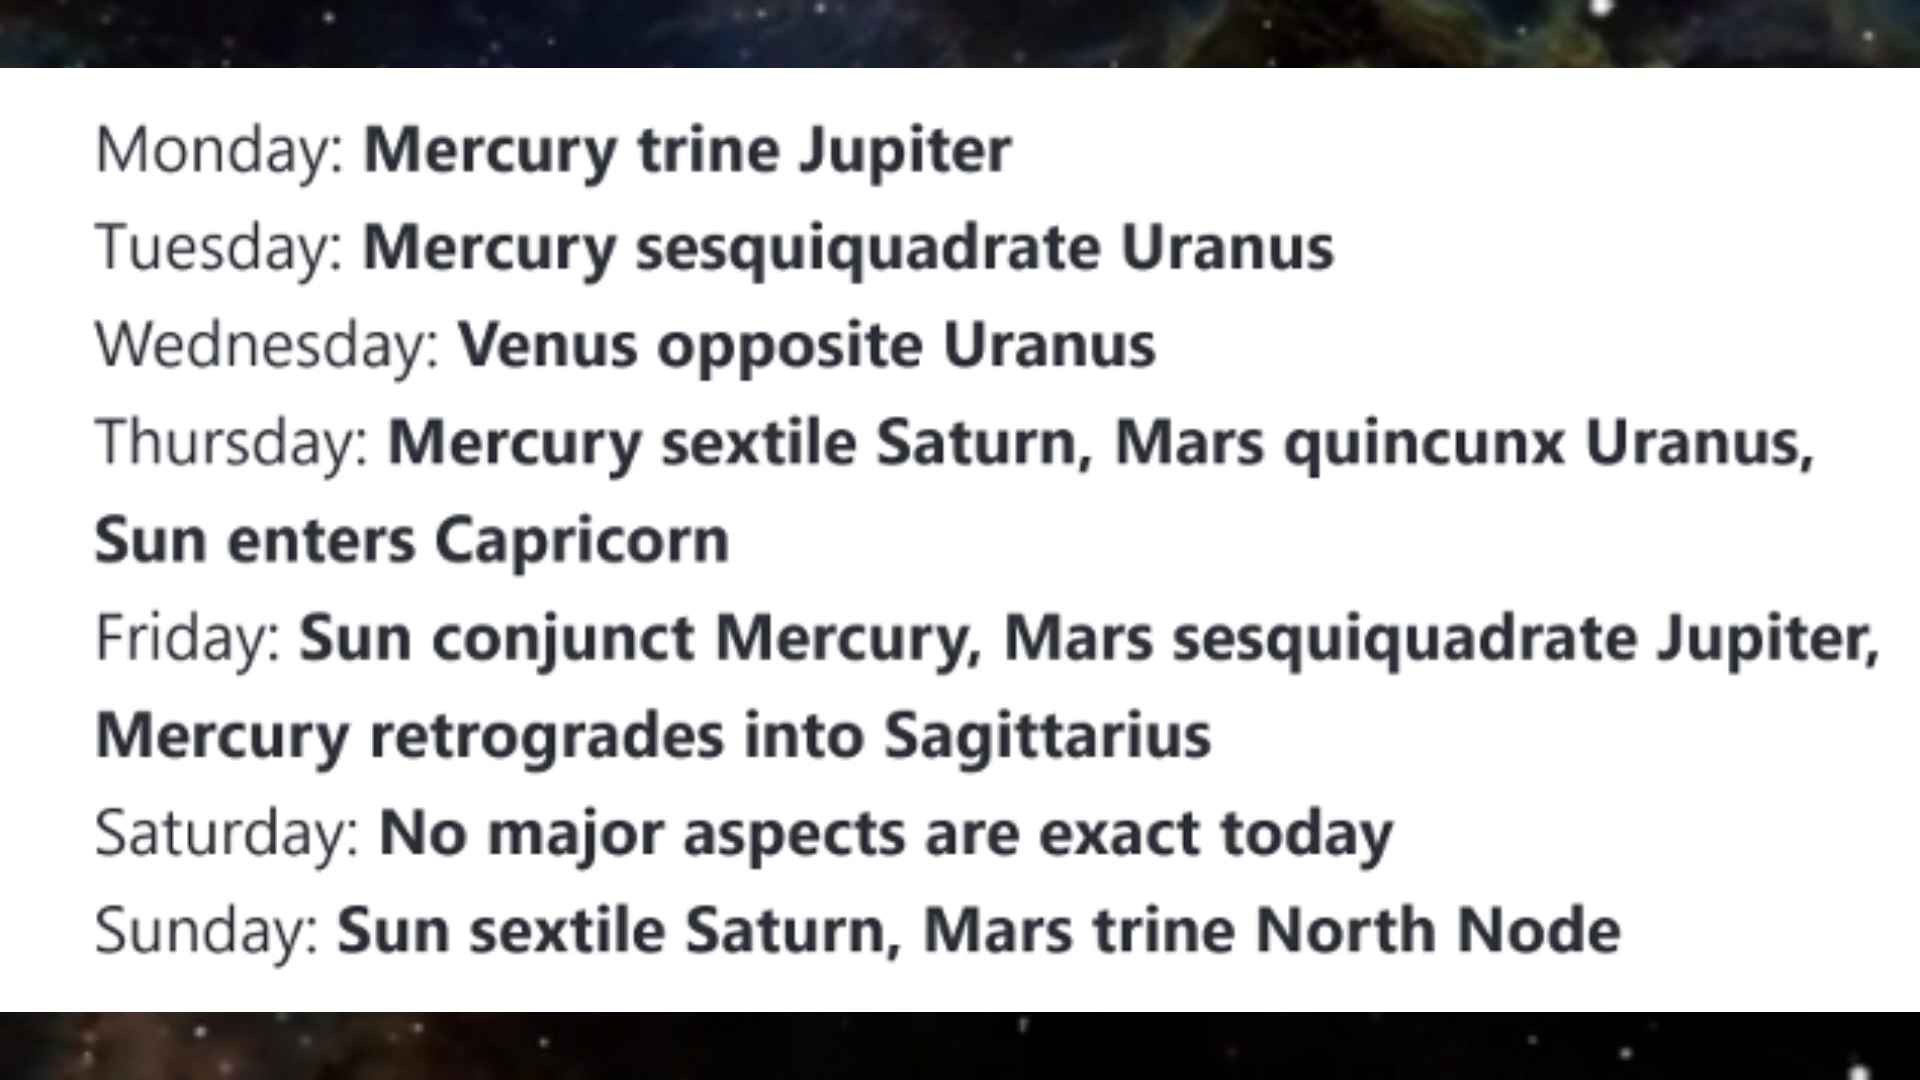 Monday: Mercury trine Jupiter
Tuesday: Mercury sesquiquadrate Uranus
Wednesday: Venus opposite Uranus
Thursday: Mercury sextile Saturn, Mars quincunx Uranus,
Sun enters Capricorn
Friday: Sun conjunct Mercury, Mars sesquiquadrate Jupiter,
Mercury retrogrades into Sagittarius
Saturday: No major aspects are exact today
Sunday: Sun sextile Saturn, Mars trine North Node